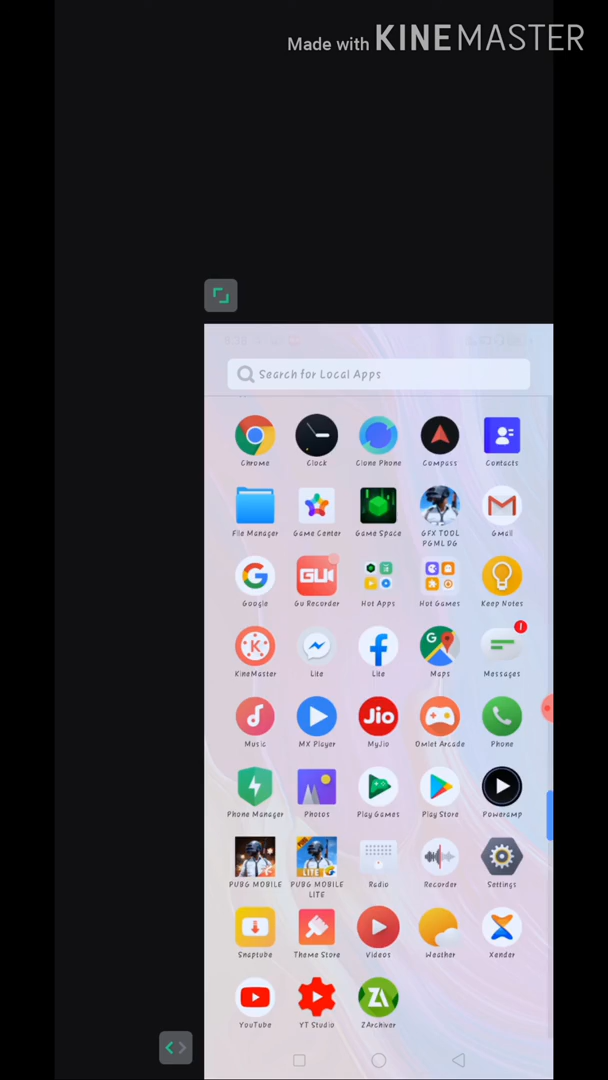 Made with KINEMASTER
Search for Local Apps
Chrome Clock Clone Phone Compass Contacts
File Manager Game Center Game Space GFX TOOL PGML DG Gmail
Google Gu Recorder Hot Apps Hot Games Keep Notes
KineMaster Lite Lite Maps Messages
Music MX Player MyJio Omlet Arcade Phone
Phone Manager Photos Play Games Play Store Poweramp
PUBG MOBILE PUBG MOBILE LITE Radio Recorder Settings
Snaptube Theme Store Videos Weather Xender
YouTube YT Studio ZArchiver